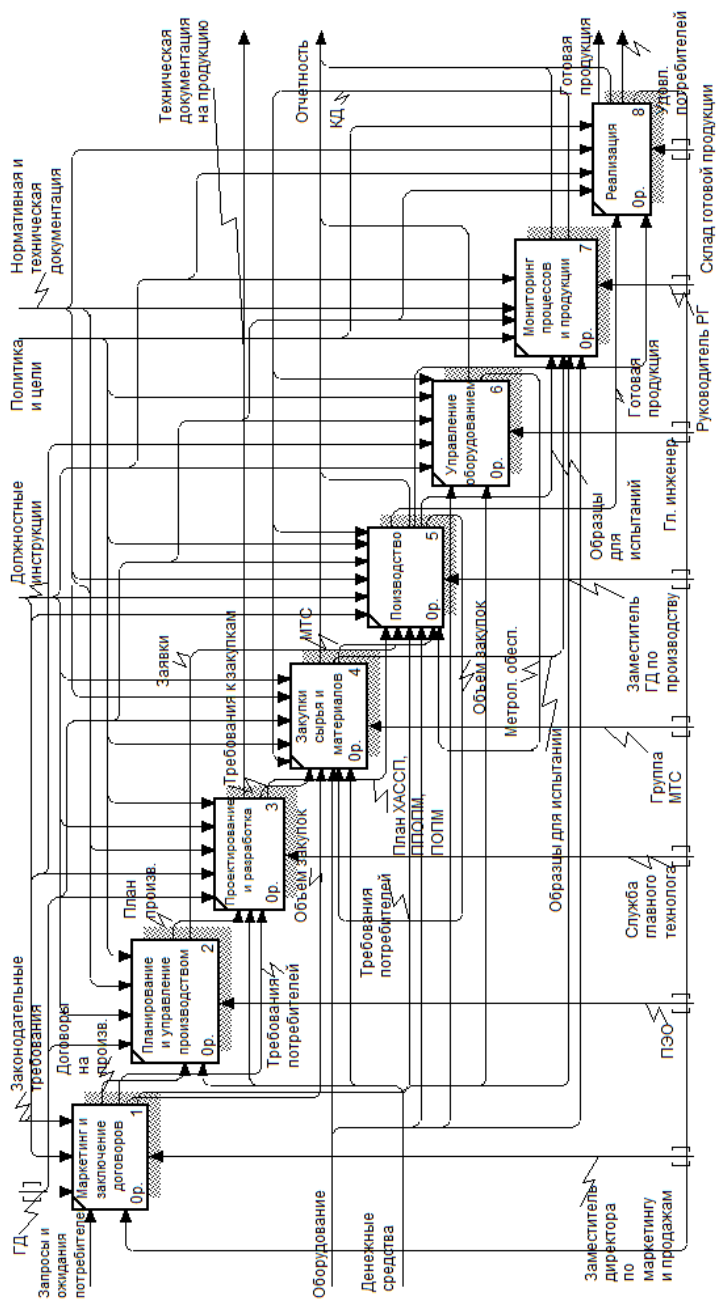 ГД
Законодательные
требования
Должностные
инструкции
Политика
и цели
Нормативная и
техническая
документация
Договоры
на
произв.
План
произв.
Заявки
Техническая
документация
на продукцию
Отчетность
КД
Готовая
продукция
Удовл.
потребителей
Запросы и
ожидания
потребителе
Маркетинг и
заключение
договоров
0р.
1
Планирование
и управление
производством
0р.
2
Проектирование
и разработка
0р.
3
Закупки
сырья и
материалов
0р.
4
Поизводство
0р.
5
Управление
оборудованием
0р.
6
Мониторинг
процессов
и продукции
0р.
7
Реализация
0р.
8
Требования к закупкам
МТС
Требования
потребителей
Объем закупок
План ХАССП,
ППОПМ,
ПОПМ
Требования
потребителей
Объем закупок
Метрол. обесп.
Образцы для испытаний
Образцы
для
испытаний
Готовая
продукция
Оборудование
Денежные
средства
Заместитель
директора
по
маркетингу
и продажам
ПЭО
Служба
главного
технолога
Группа
МТС
Заместитель
ГД по
производству
Гл. инженер
Руководитель РГ
Склад готовой продукции